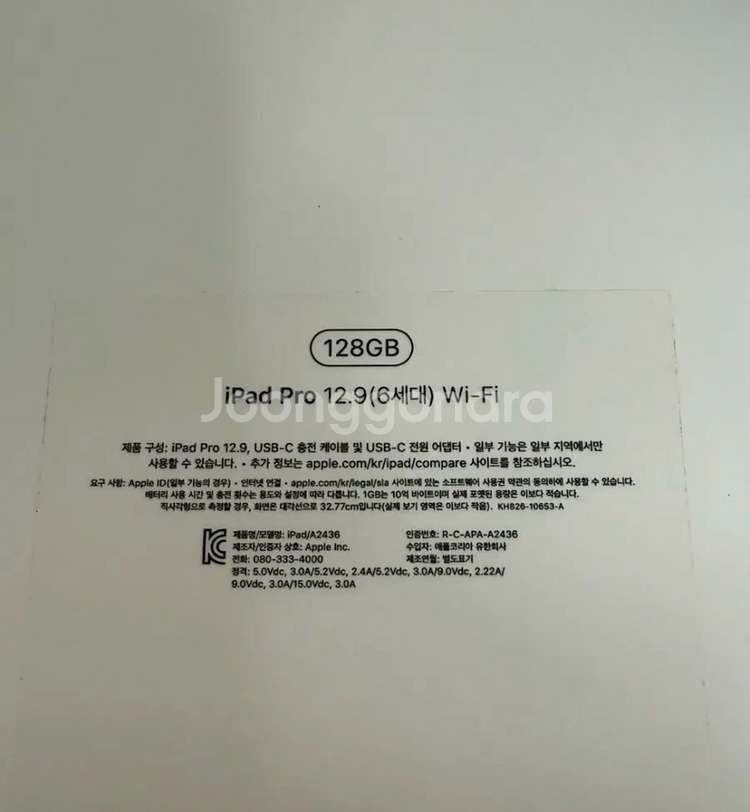 128GB
iPad Pro 12.9(6세대) Wi-Fi
Joonggonara
제품 구성: iPad Pro 12.9, USB-C 충전 케이블 및 USB-C 전원 어댑터 • 일부 기능은 일부 지역에서만
사용할 수 있습니다. • 추가 정보는 apple.com/kr/ipad/compare 사이트를 참조하십시오.
요구 사항: Apple ID(일부 기능의 경우) • 인터넷 연결 • apple.com/kr/legal/sla 사이트에 있는 소프트웨어 사용권 약관의 동의하에 사용할 수 있습니다.
배터리 사용 시간 및 충전 횟수는 용도와 설정에 따라 다릅니다. 1GB는 10억 바이트이며 실제 포맷된 용량은 이보다 적습니다.
직사각형으로 측정할 경우, 화면은 대각선으로 32.77cm입니다(실제 보기 영역은 이보다 작음). KH826-10653-A
제품명/모델명: iPad/A2436 인증번호: R-C-APA-A2436
제조자/인증자 상호: Apple Inc. 수입자: 애플코리아 유한회사
전화: 080-333-4000 제조연월: 별도표기
정격: 5.0Vdc, 3.0A/5.2Vdc, 2.4A/5.2Vdc, 3.0A/9.0Vdc, 2.22A/
9.0Vdc, 3.0A/15.0Vdc, 3.0A